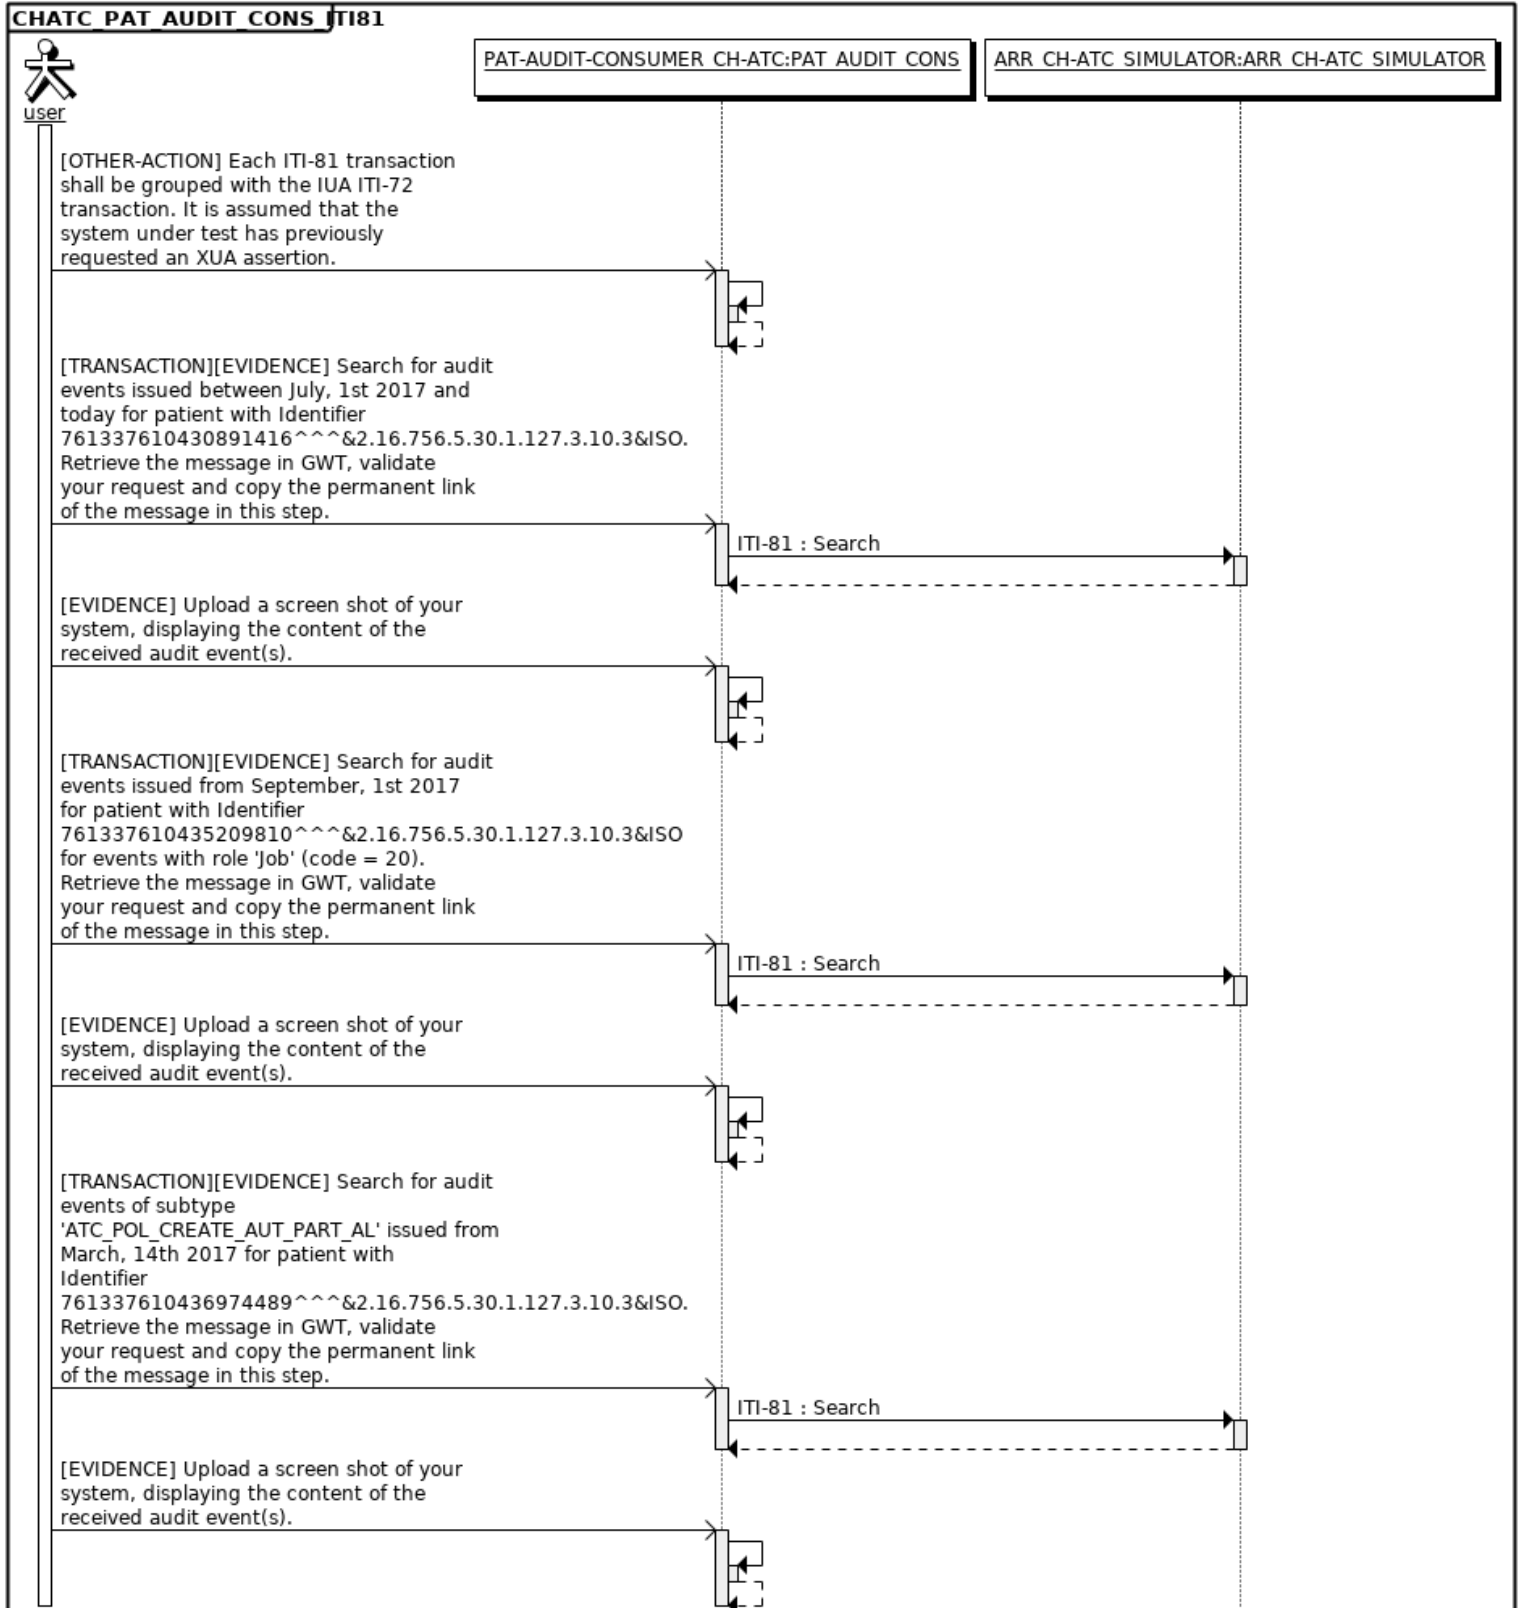 CHATC_PAT_AUDIT_CONS_ITI81
user
PAT-AUDIT-CONSUMER_CH-ATC:PAT_AUDIT_CONS
ARR_CH-ATC_SIMULATOR:ARR_CH-ATC_SIMULATOR
[OTHER-ACTION] Each ITI-81 transaction
shall be grouped with the IUA ITI-72
transaction. It is assumed that the
system under test has previously
requested an XUA assertion.
[TRANSACTION][EVIDENCE] Search for audit
events issued between July, 1st 2017 and
today for patient with Identifier
761337610430891416^^^&2.16.756.5.30.1.127.3.10.3&ISO.
Retrieve the message in GWT, validate
your request and copy the permanent link
of the message in this step.
ITI-81 : Search
[EVIDENCE] Upload a screen shot of your
system, displaying the content of the
received audit event(s).
[TRANSACTION][EVIDENCE] Search for audit
events issued from September, 1st 2017
for patient with Identifier
761337610435209810^^^&2.16.756.5.30.1.127.3.10.3&ISO
for events with role 'Job' (code = 20).
Retrieve the message in GWT, validate
your request and copy the permanent link
of the message in this step.
ITI-81 : Search
[EVIDENCE] Upload a screen shot of your
system, displaying the content of the
received audit event(s).
[TRANSACTION][EVIDENCE] Search for audit
events of subtype
'ATC_POL_CREATE_AUT_PART_AL' issued from
March, 14th 2017 for patient with
Identifier
761337610436974489^^^&2.16.756.5.30.1.127.3.10.3&ISO.
Retrieve the message in GWT, validate
your request and copy the permanent link
of the message in this step.
ITI-81 : Search
[EVIDENCE] Upload a screen shot of your
system, displaying the content of the
received audit event(s).